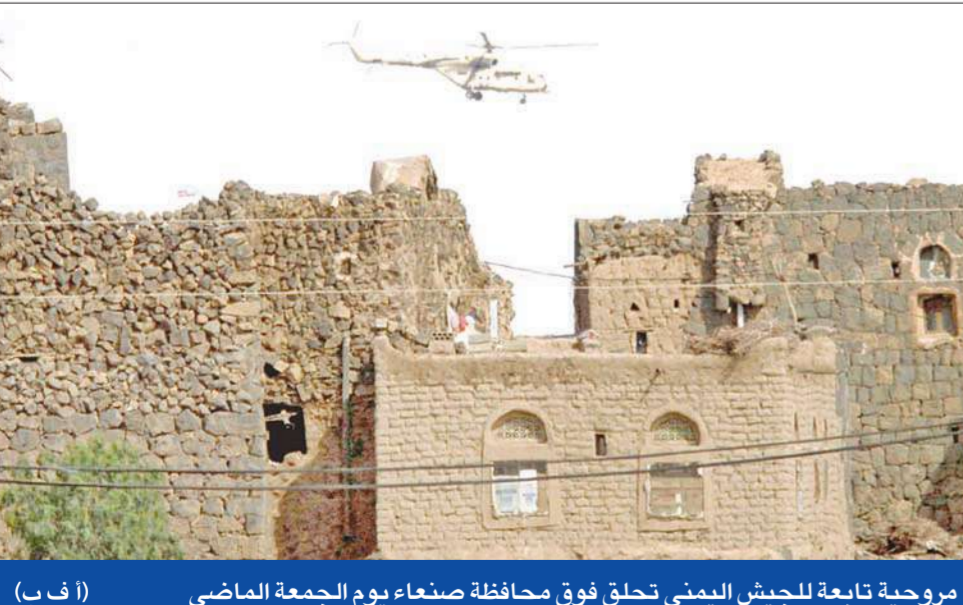 مروحية تابعة للجيش اليمني تحلق فوق محافظة صنعاء يوم الجمعة الماضي (أ ف ب)